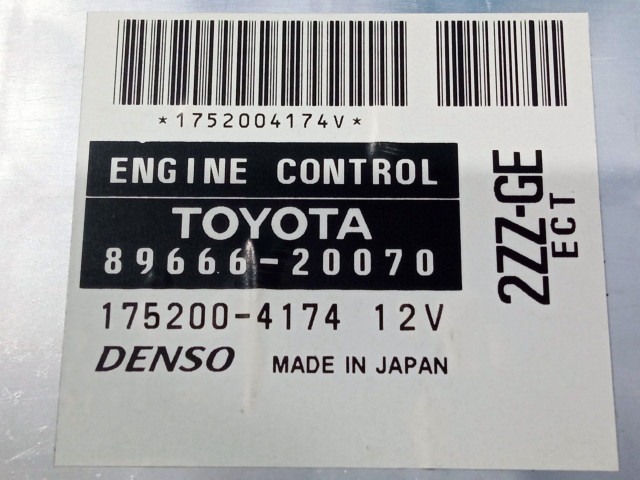 *1752004174V*
ENGINE CONTROL
TOYOTA
89666-20070
175200-4174 12V
DENSO MADE IN JAPAN
2ZZ-GE
ECT